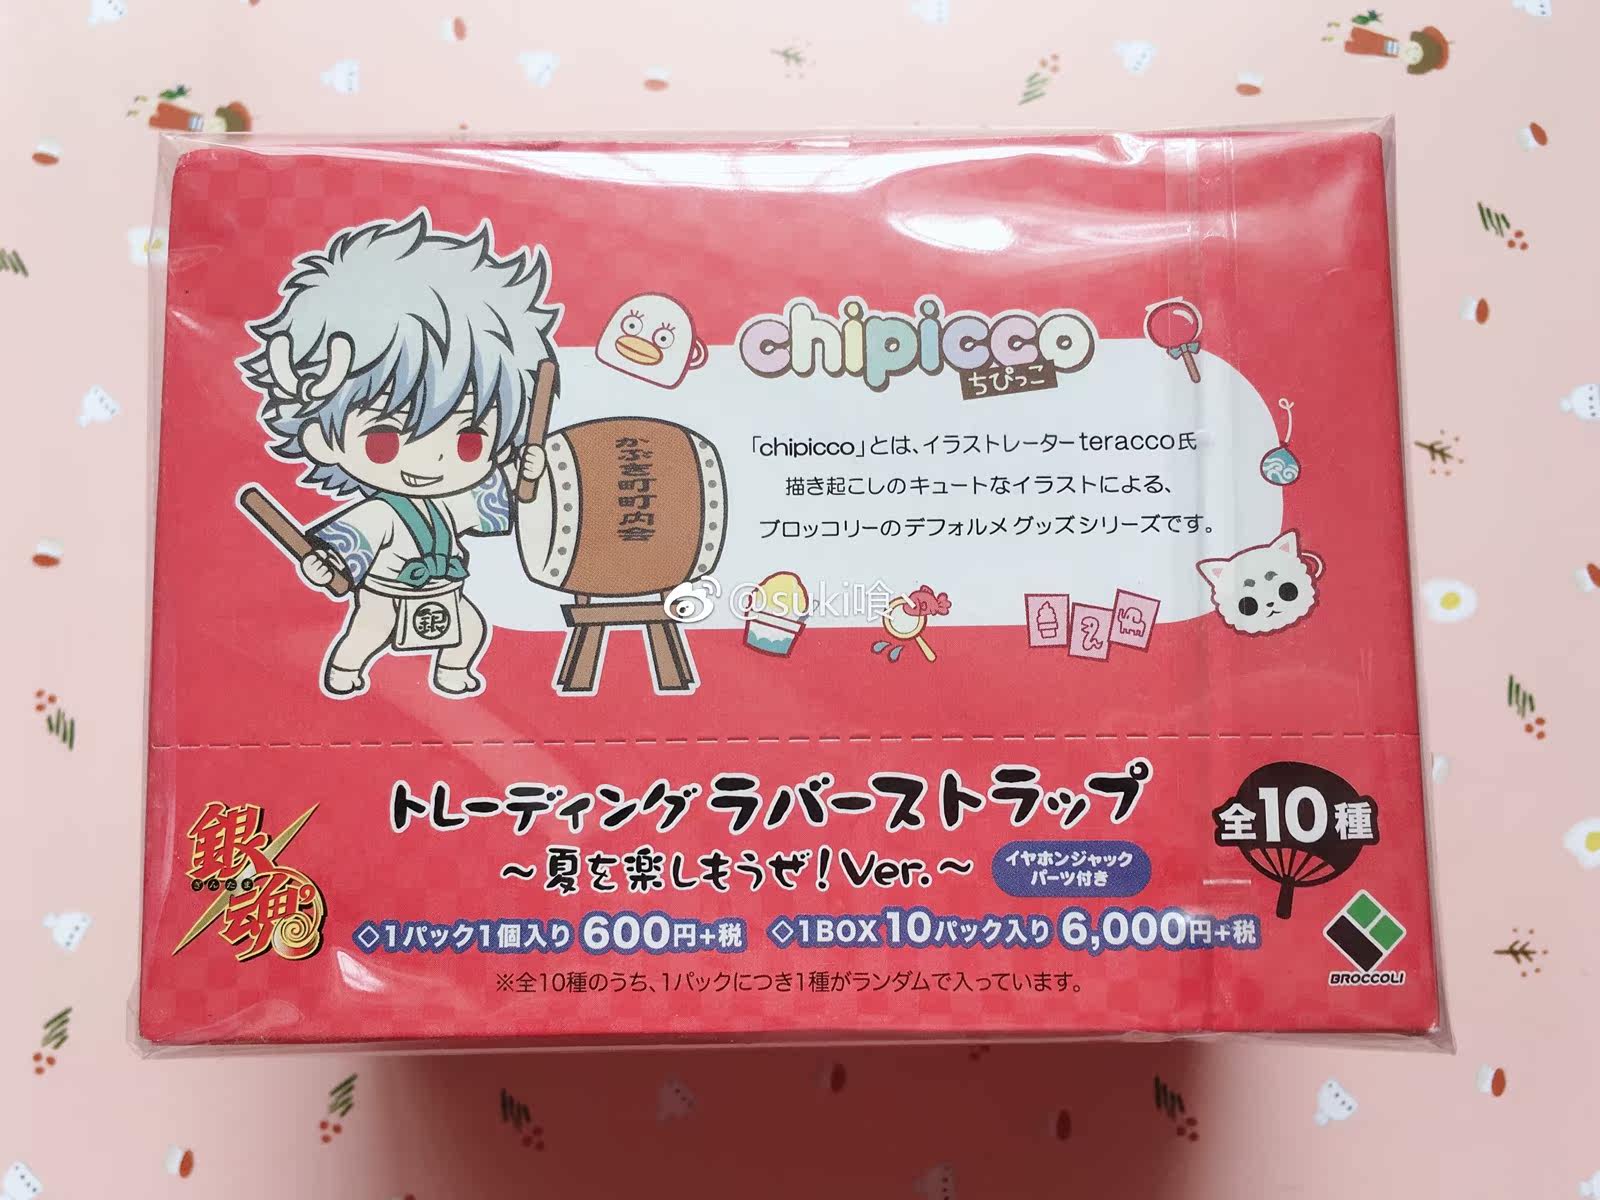 chipicco
ちぴっこ
「chipicco」とは、イラストレーターteracco氏
描き起こしのキュートなイラストによる、
ブロッコリーのデフォルメグッズシリーズです。
かぶき町町内会
銀
@suki喰
トレーディングラバーストラップ
～夏を楽しもうぜ！Ver.～
イヤホンジャック
パーツ付き
全10種
銀魂
ぎんたま
◇1パック1個入り 600円+税 ◇1BOX 10パック入り 6,000円+税
※全10種のうち、1パックにつき1種がランダムで入っています。
BROCCOLI